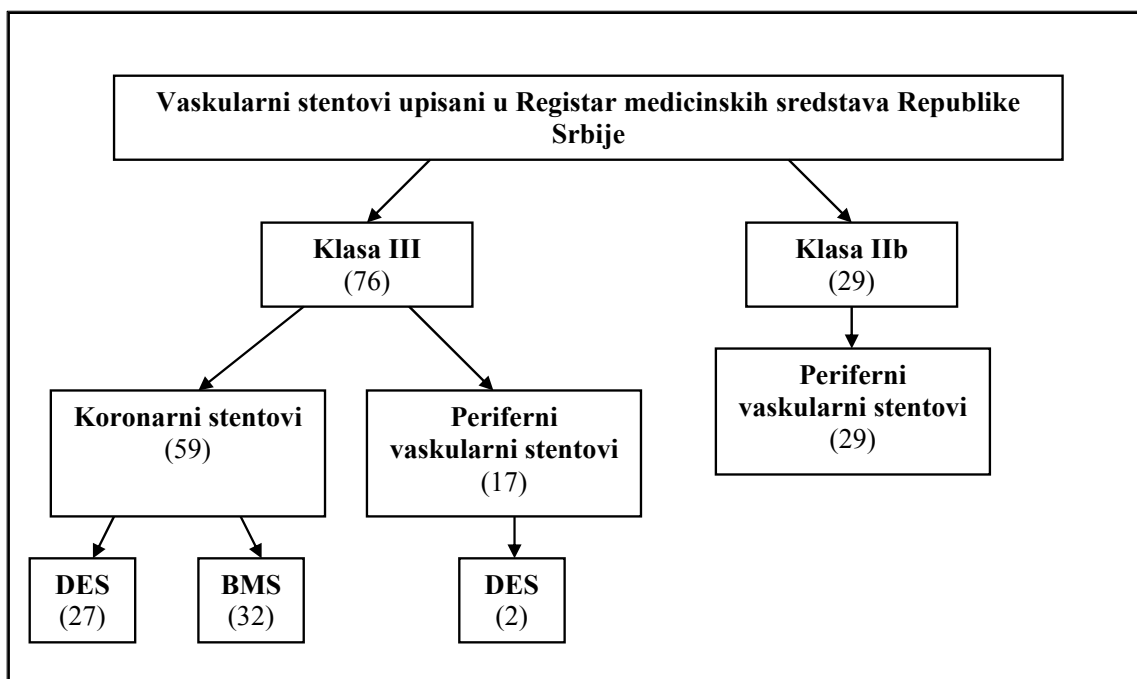 Vaskularni stentovi upisani u Registar medicinskih sredstava Republike
Srbije
Klasa III
(76)
Klasa IIb
(29)
Koronarni stentovi
(59)
Periferni
vaskularni stentovi
(17)
Periferni
vaskularni stentovi
(29)
DES
(27)
BMS
(32)
DES
(2)